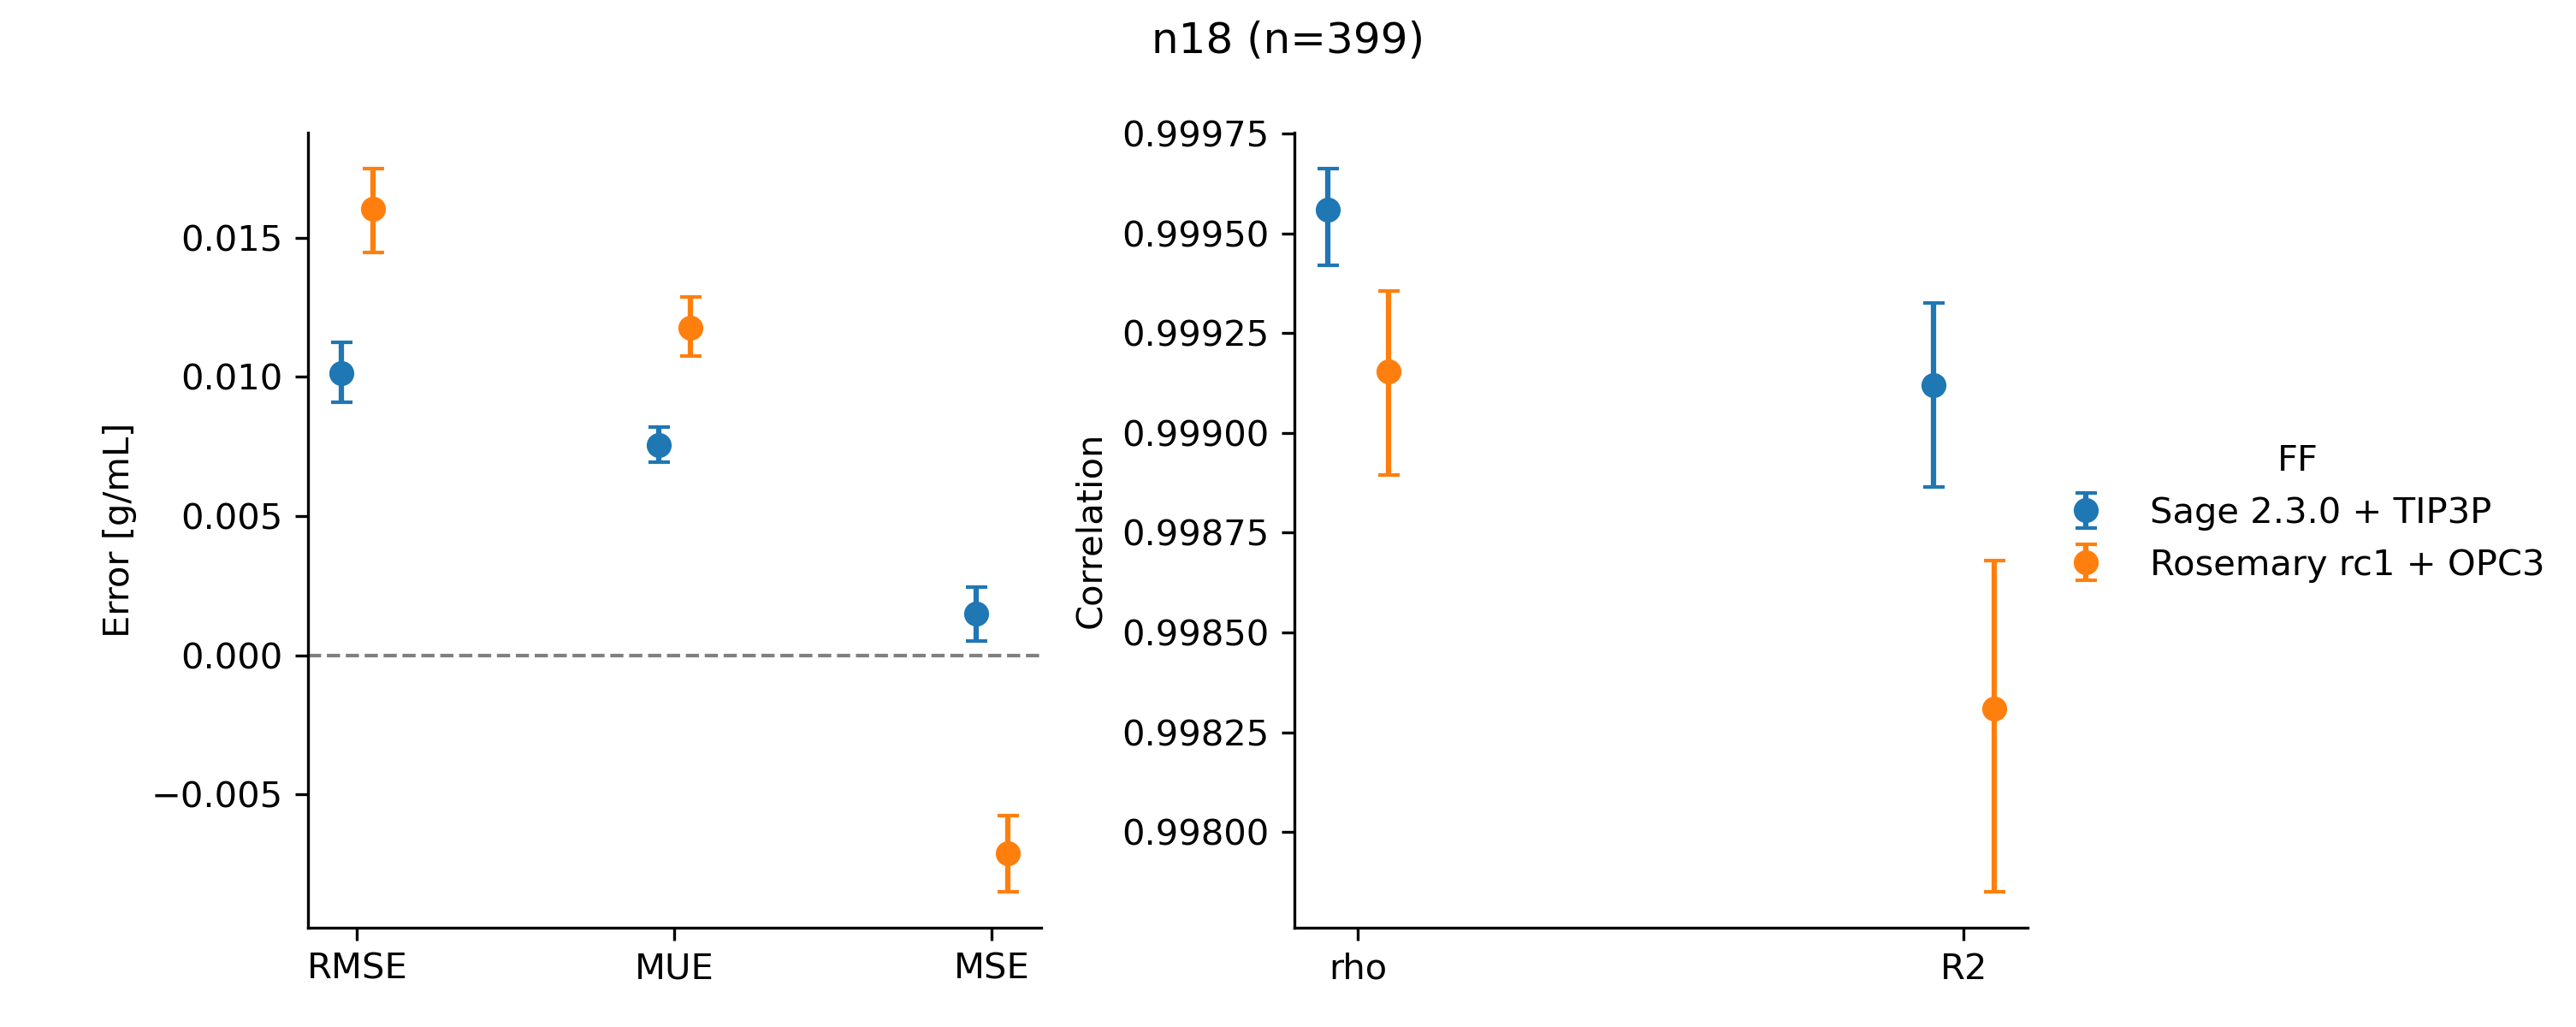 n18 (n=399)
Error [g/mL]
0.015
0.010
0.005
0.000
−0.005
RMSE
MUE
MSE
Correlation
0.99975
0.99950
0.99925
0.99900
0.99875
0.99850
0.99825
0.99800
rho
R2
FF
Sage 2.3.0 + TIP3P
Rosemary rc1 + OPC3